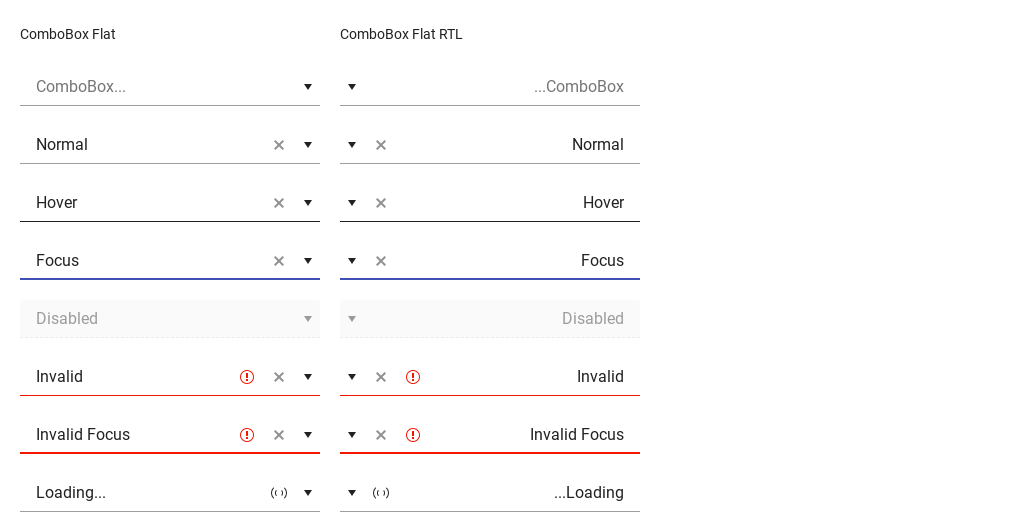 ComboBox Flat
ComboBox Flat RTL
ComboBox...
...ComboBox
Normal
Normal
Hover
Hover
Focus
Focus
Disabled
Disabled
Invalid
Invalid
Invalid Focus
Invalid Focus
Loading...
...Loading